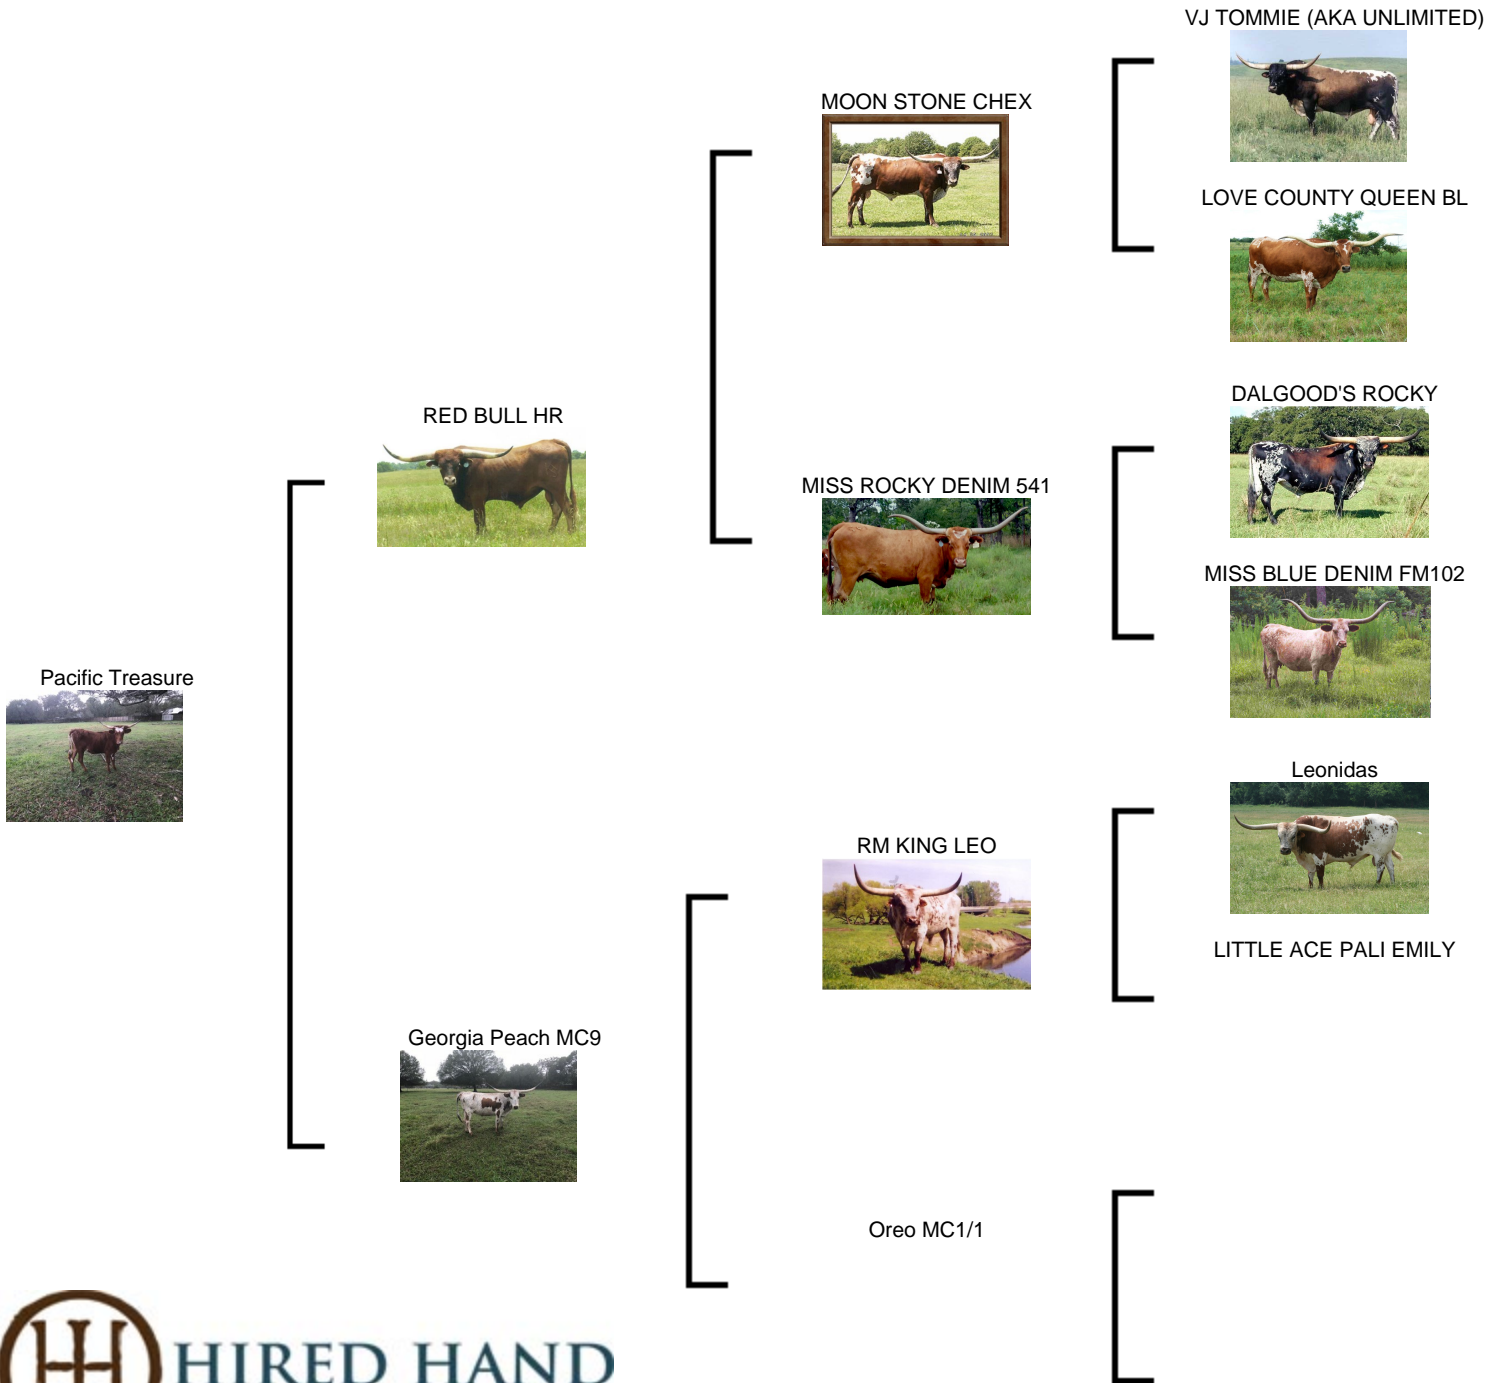 VJ TOMMIE (AKA UNLIMITED)
MOON STONE CHEX
LOVE COUNTY QUEEN BL
RED BULL HR
DALGOOD'S ROCKY
MISS ROCKY DENIM 541
MISS BLUE DENIM FM102
Pacific Treasure
Leonidas
RM KING LEO
LITTLE ACE PALI EMILY
Georgia Peach MC9
Oreo MC1/1
HIRED HAND